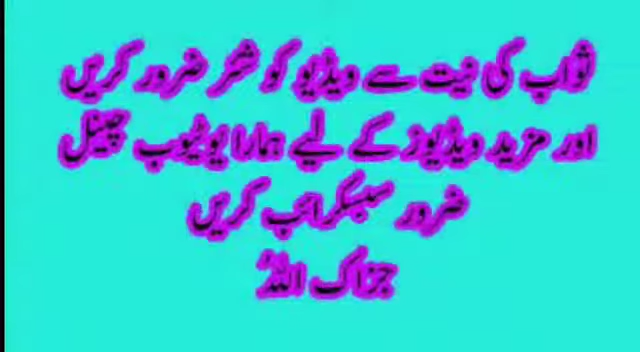 ثواب کی نیت سے ویڈیو کو شئر ضرور کریں
اور مزید ویڈیوز کے لیے ہمارا یوٹیوب چینل
ضرور سبسکرائب کریں
جزاک اللہ